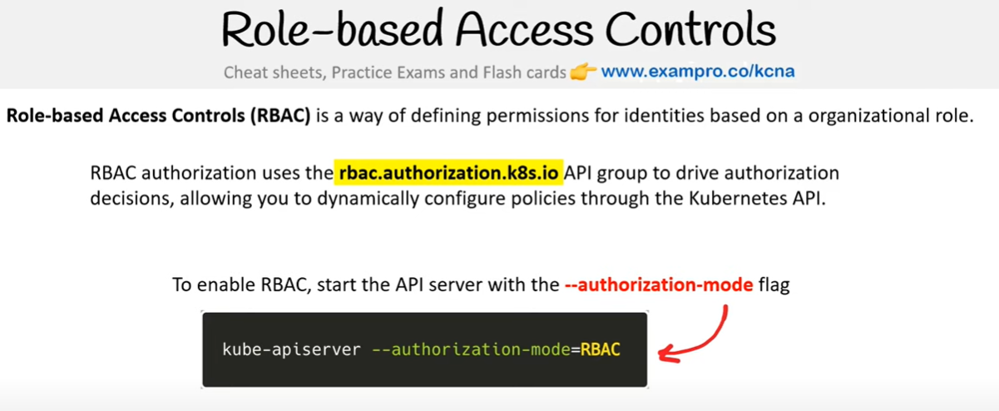 Role-based Access Controls
Cheat sheets, Practice Exams and Flash cards 👉 www.exampro.co/kcna
Role-based Access Controls (RBAC) is a way of defining permissions for identities based on a organizational role.
RBAC authorization uses the rbac.authorization.k8s.io API group to drive authorization
decisions, allowing you to dynamically configure policies through the Kubernetes API.
To enable RBAC, start the API server with the --authorization-mode flag
kube-apiserver --authorization-mode=RBAC